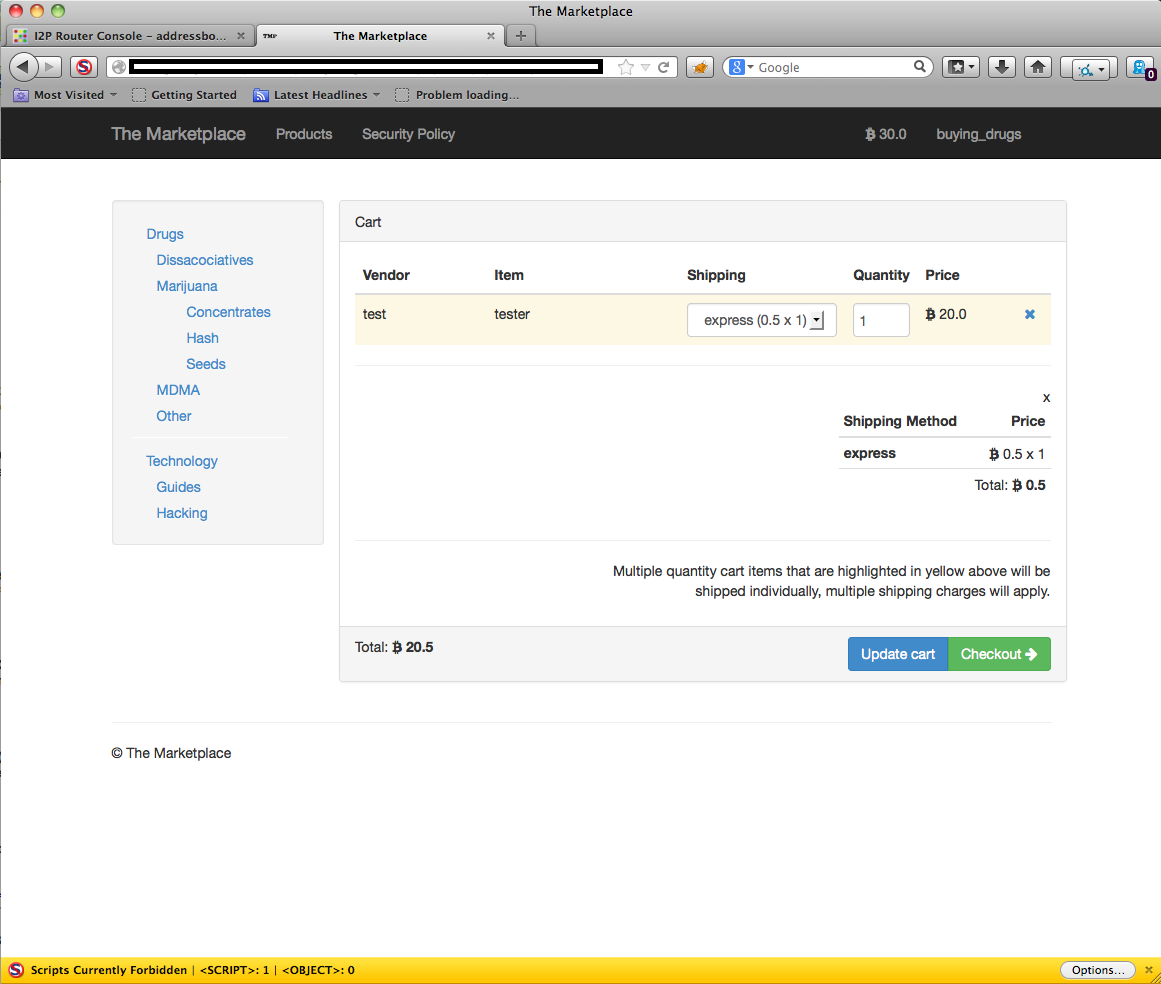 The Marketplace
I2P Router Console – addressbo...
TMP The Marketplace
Google
0
Most Visited Getting Started Latest Headlines Problem loading...
The Marketplace Products Security Policy ₿ 30.0 buying_drugs
Drugs
Dissacociatives
Marijuana
Concentrates
Hash
Seeds
MDMA
Other
Technology
Guides
Hacking
Cart
Vendor Item Shipping Quantity Price
test tester express (0.5 x 1) 1 ₿ 20.0
x
Shipping Method Price
express ₿ 0.5 x 1
Total: ₿ 0.5
Multiple quantity cart items that are highlighted in yellow above will be
shipped individually, multiple shipping charges will apply.
Total: ₿ 20.5 Update cart Checkout
© The Marketplace
Scripts Currently Forbidden | <SCRIPT>: 1 | <OBJECT>: 0 Options...